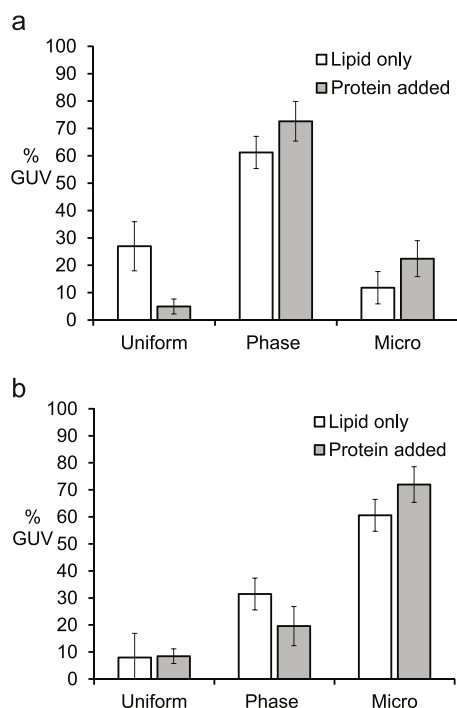 a
100
90
80
70
60
50
40
30
20
10
0
%
GUV
Lipid only
Protein added
Uniform Phase Micro
b
100
90
80
70
60
50
40
30
20
10
0
%
GUV
Lipid only
Protein added
Uniform Phase Micro